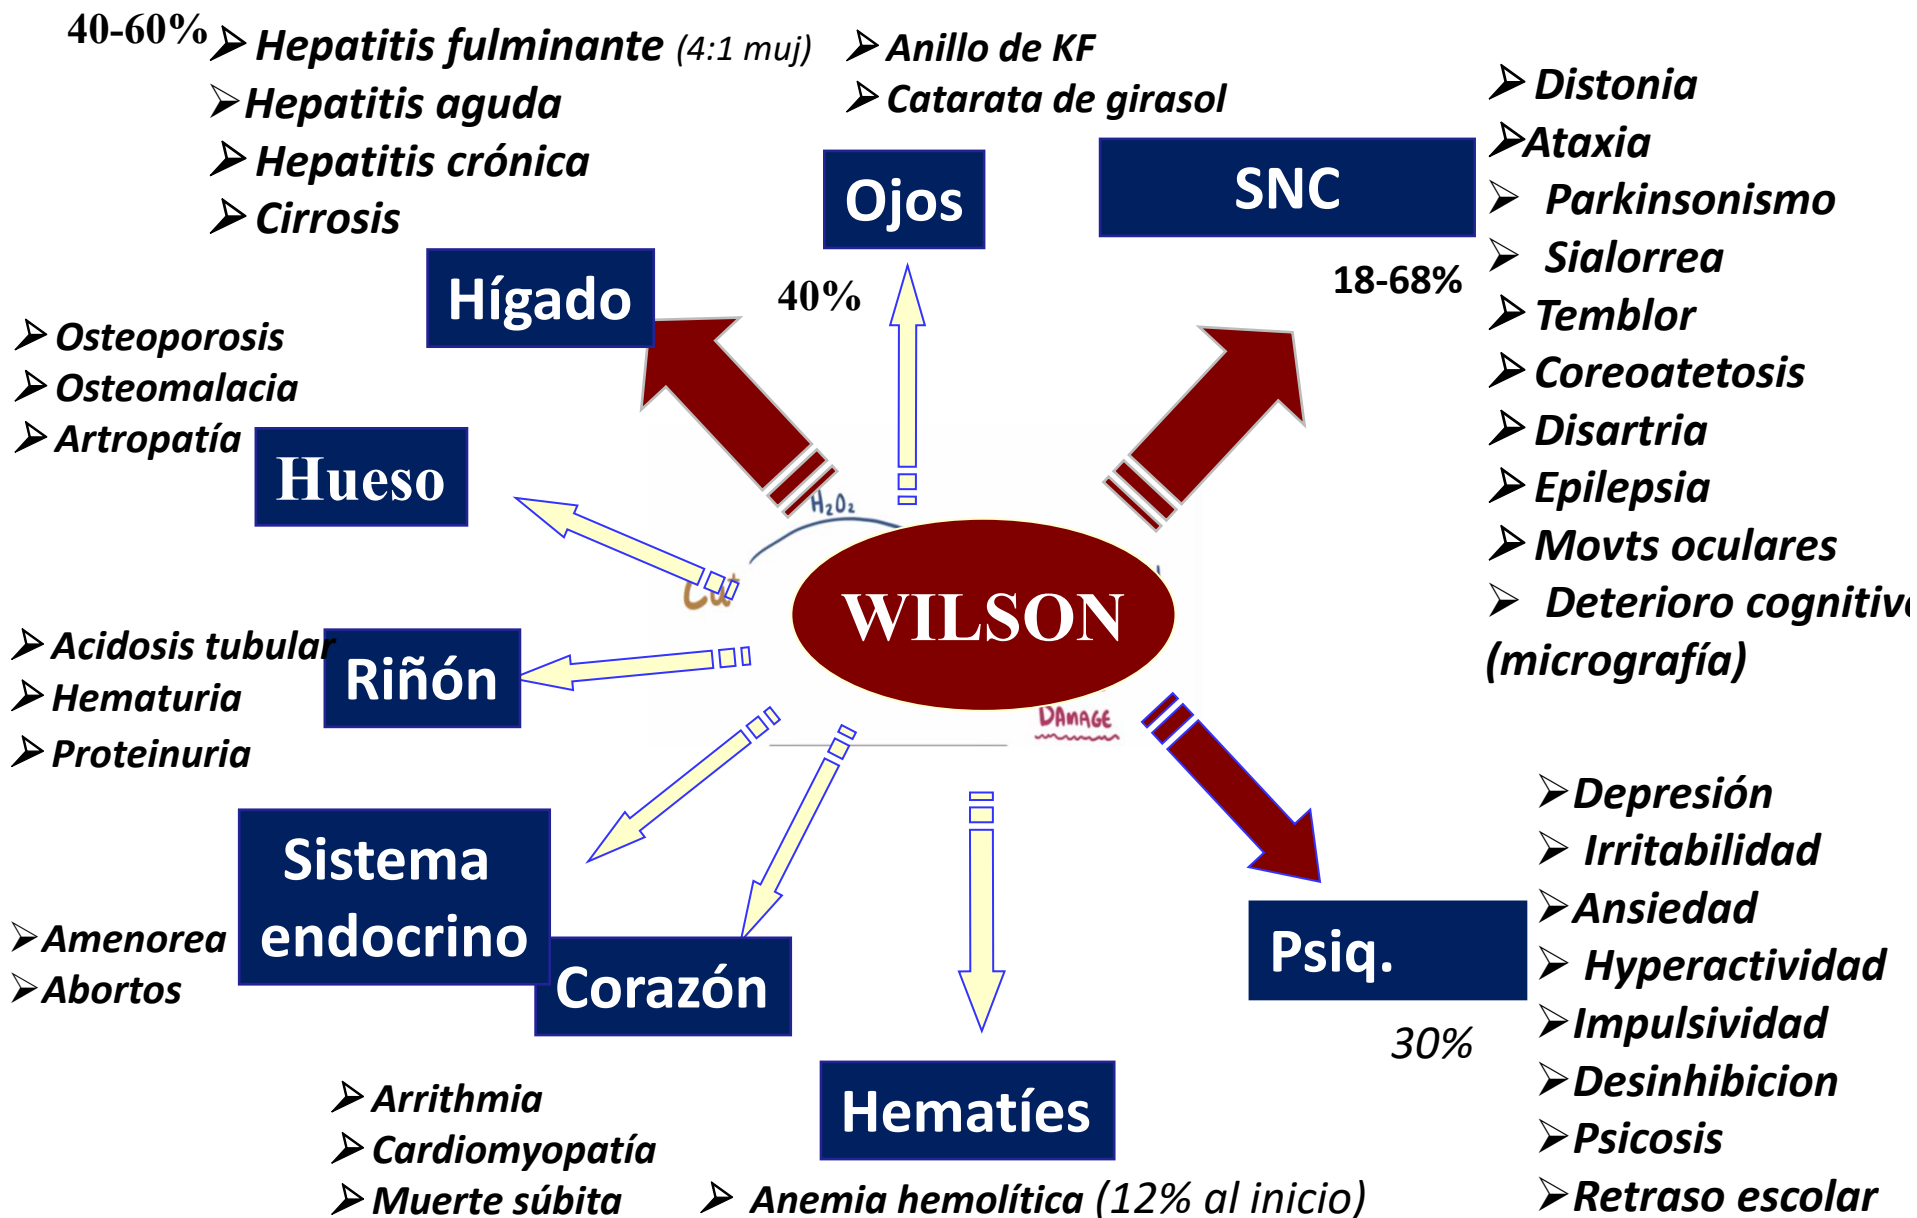 40-60%
➢ Hepatitis fulminante (4:1 muj)
➢ Hepatitis aguda
➢ Hepatitis crónica
➢ Cirrosis
Hígado
➢ Anillo de KF
➢ Catarata de girasol
Ojos
40%
SNC
18-68%
➢ Distonia
➢ Ataxia
➢ Parkinsonismo
➢ Sialorrea
➢ Temblor
➢ Coreoatetosis
➢ Disartria
➢ Epilepsia
➢ Movts oculares
➢ Deterioro cognitivo
(micrografía)
➢ Osteoporosis
➢ Osteomalacia
➢ Artropatía
Hueso
H₂O₂
Cu⁺
WILSON
DAMAGE
➢ Acidosis tubular
➢ Hematuria
➢ Proteinuria
Riñón
Sistema
endocrino
➢ Amenorea
➢ Abortos
Corazón
➢ Arrithmia
➢ Cardiomyopatía
➢ Muerte súbita
Hematíes
➢ Anemia hemolítica (12% al inicio)
Psiq.
30%
➢ Depresión
➢ Irritabilidad
➢ Ansiedad
➢ Hyperactividad
➢ Impulsividad
➢ Desinhibicion
➢ Psicosis
➢ Retraso escolar